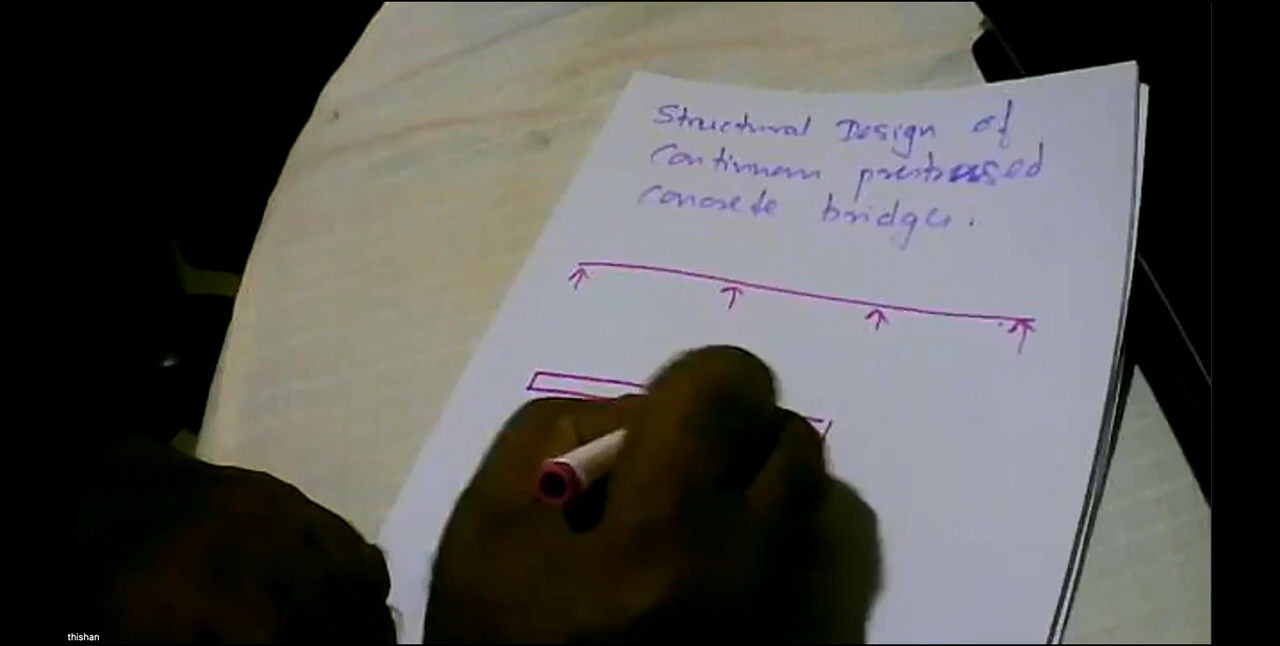 Structural Design of
Continuous prestressed
concrete bridges.
thishan